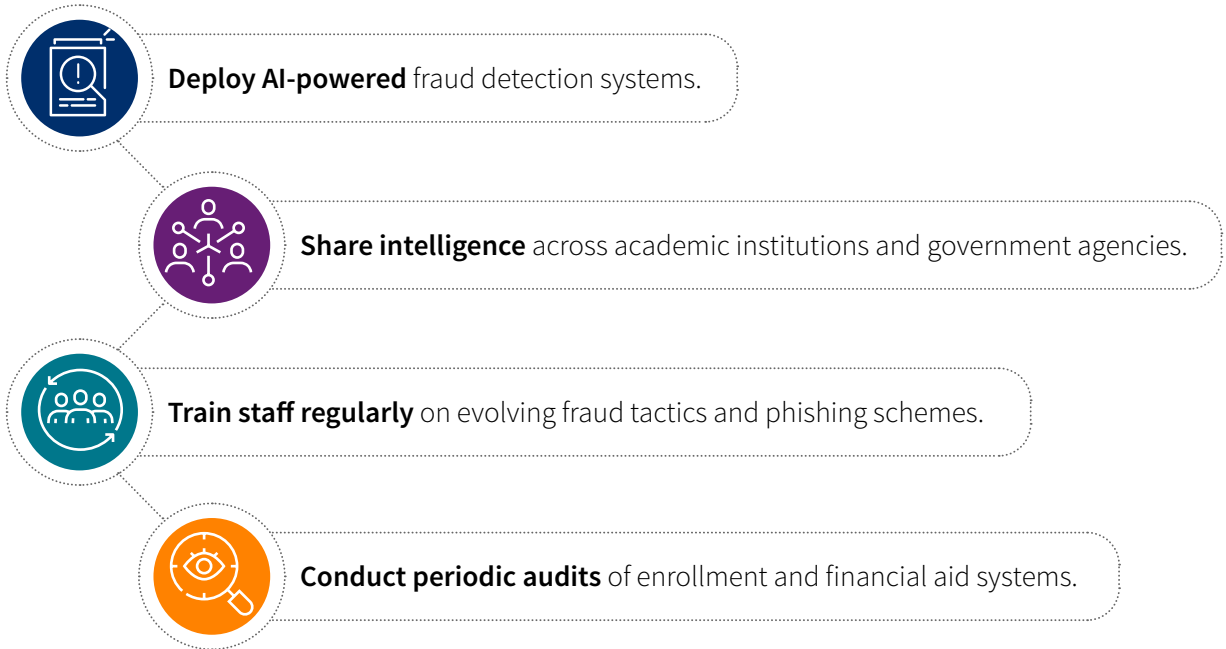 Deploy AI-powered fraud detection systems.
Share intelligence across academic institutions and government agencies.
Train staff regularly on evolving fraud tactics and phishing schemes.
Conduct periodic audits of enrollment and financial aid systems.